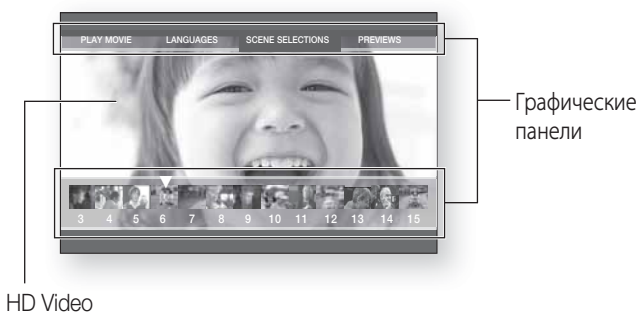 PLAY MOVIE LANGUAGES SCENE SELECTIONS PREVIEWS
Графические
панели
3 4 5 6 7 8 9 10 11 12 13 14 15
HD Video